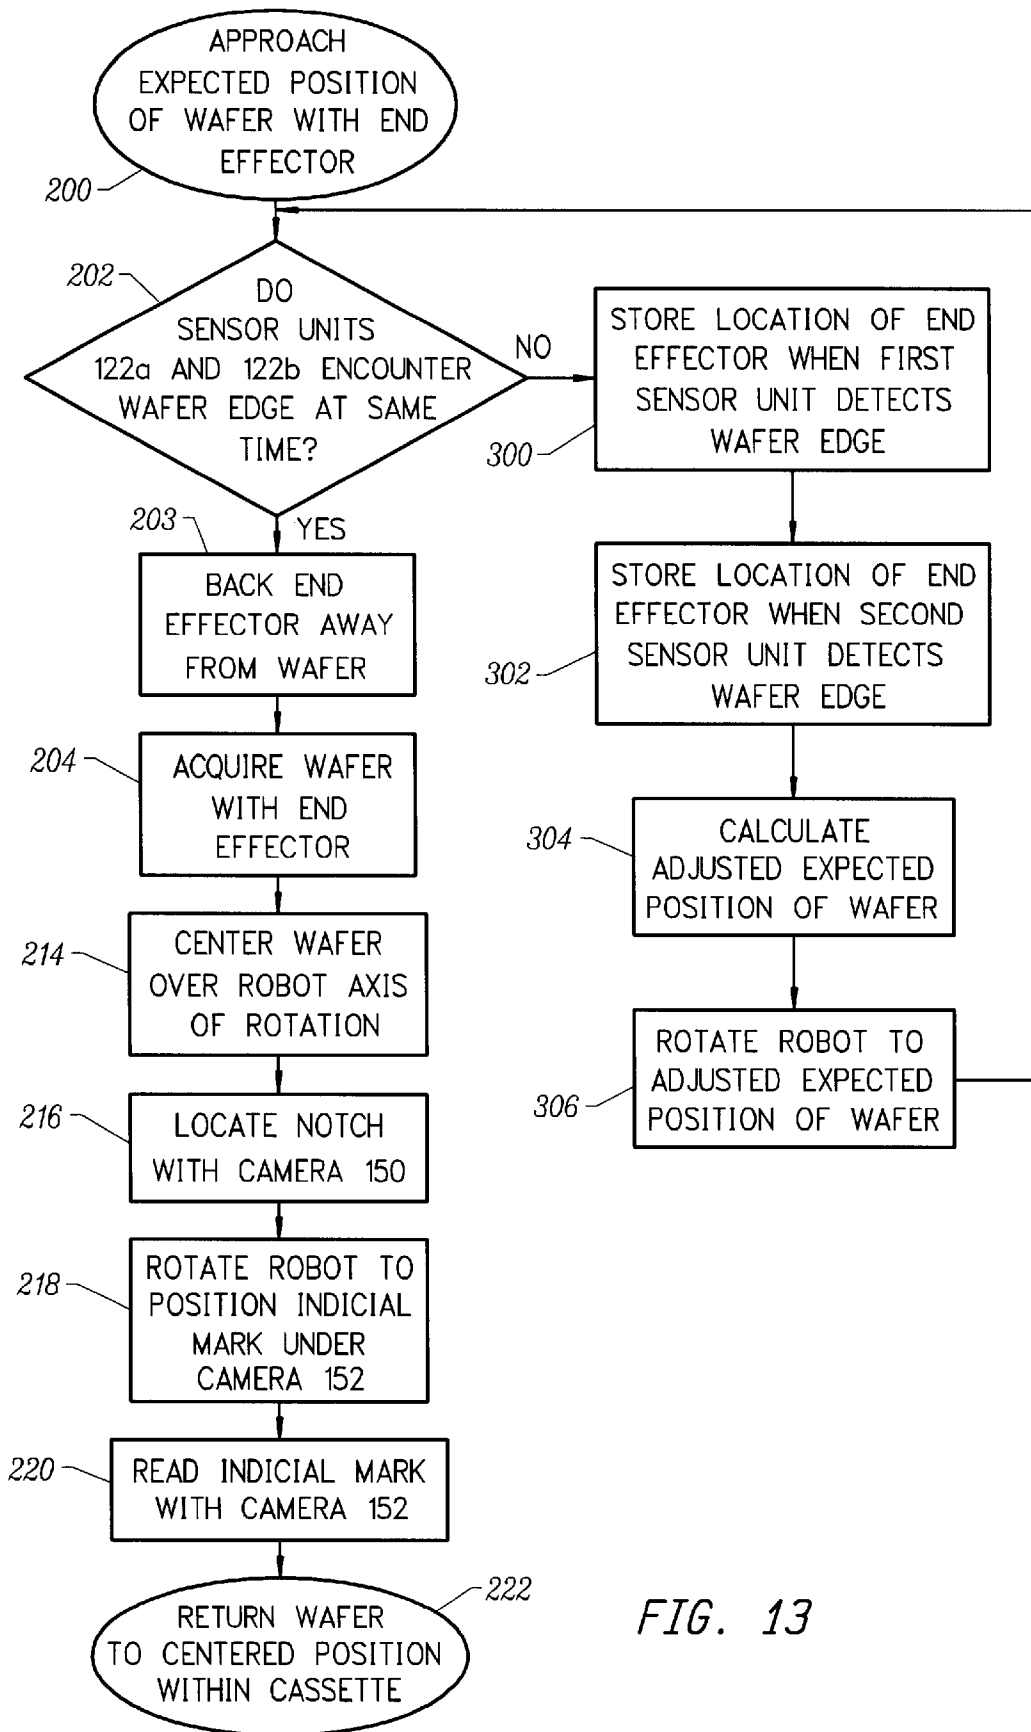 APPROACH
EXPECTED POSITION
OF WAFER WITH END
EFFECTOR
200
202
DO
SENSOR UNITS
122a AND 122b ENCOUNTER
WAFER EDGE AT SAME
TIME?
NO
YES
STORE LOCATION OF END
EFFECTOR WHEN FIRST
SENSOR UNIT DETECTS
WAFER EDGE
300
203
BACK END
EFFECTOR AWAY
FROM WAFER
STORE LOCATION OF END
EFFECTOR WHEN SECOND
SENSOR UNIT DETECTS
WAFER EDGE
302
204
ACQUIRE WAFER
WITH END
EFFECTOR
304
CALCULATE
ADJUSTED EXPECTED
POSITION OF WAFER
214
CENTER WAFER
OVER ROBOT AXIS
OF ROTATION
ROTATE ROBOT TO
ADJUSTED EXPECTED
POSITION OF WAFER
306
216
LOCATE NOTCH
WITH CAMERA 150
218
ROTATE ROBOT TO
POSITION INDICIAL
MARK UNDER
CAMERA 152
220
READ INDICIAL MARK
WITH CAMERA 152
222
RETURN WAFER
TO CENTERED POSITION
WITHIN CASSETTE
FIG. 13